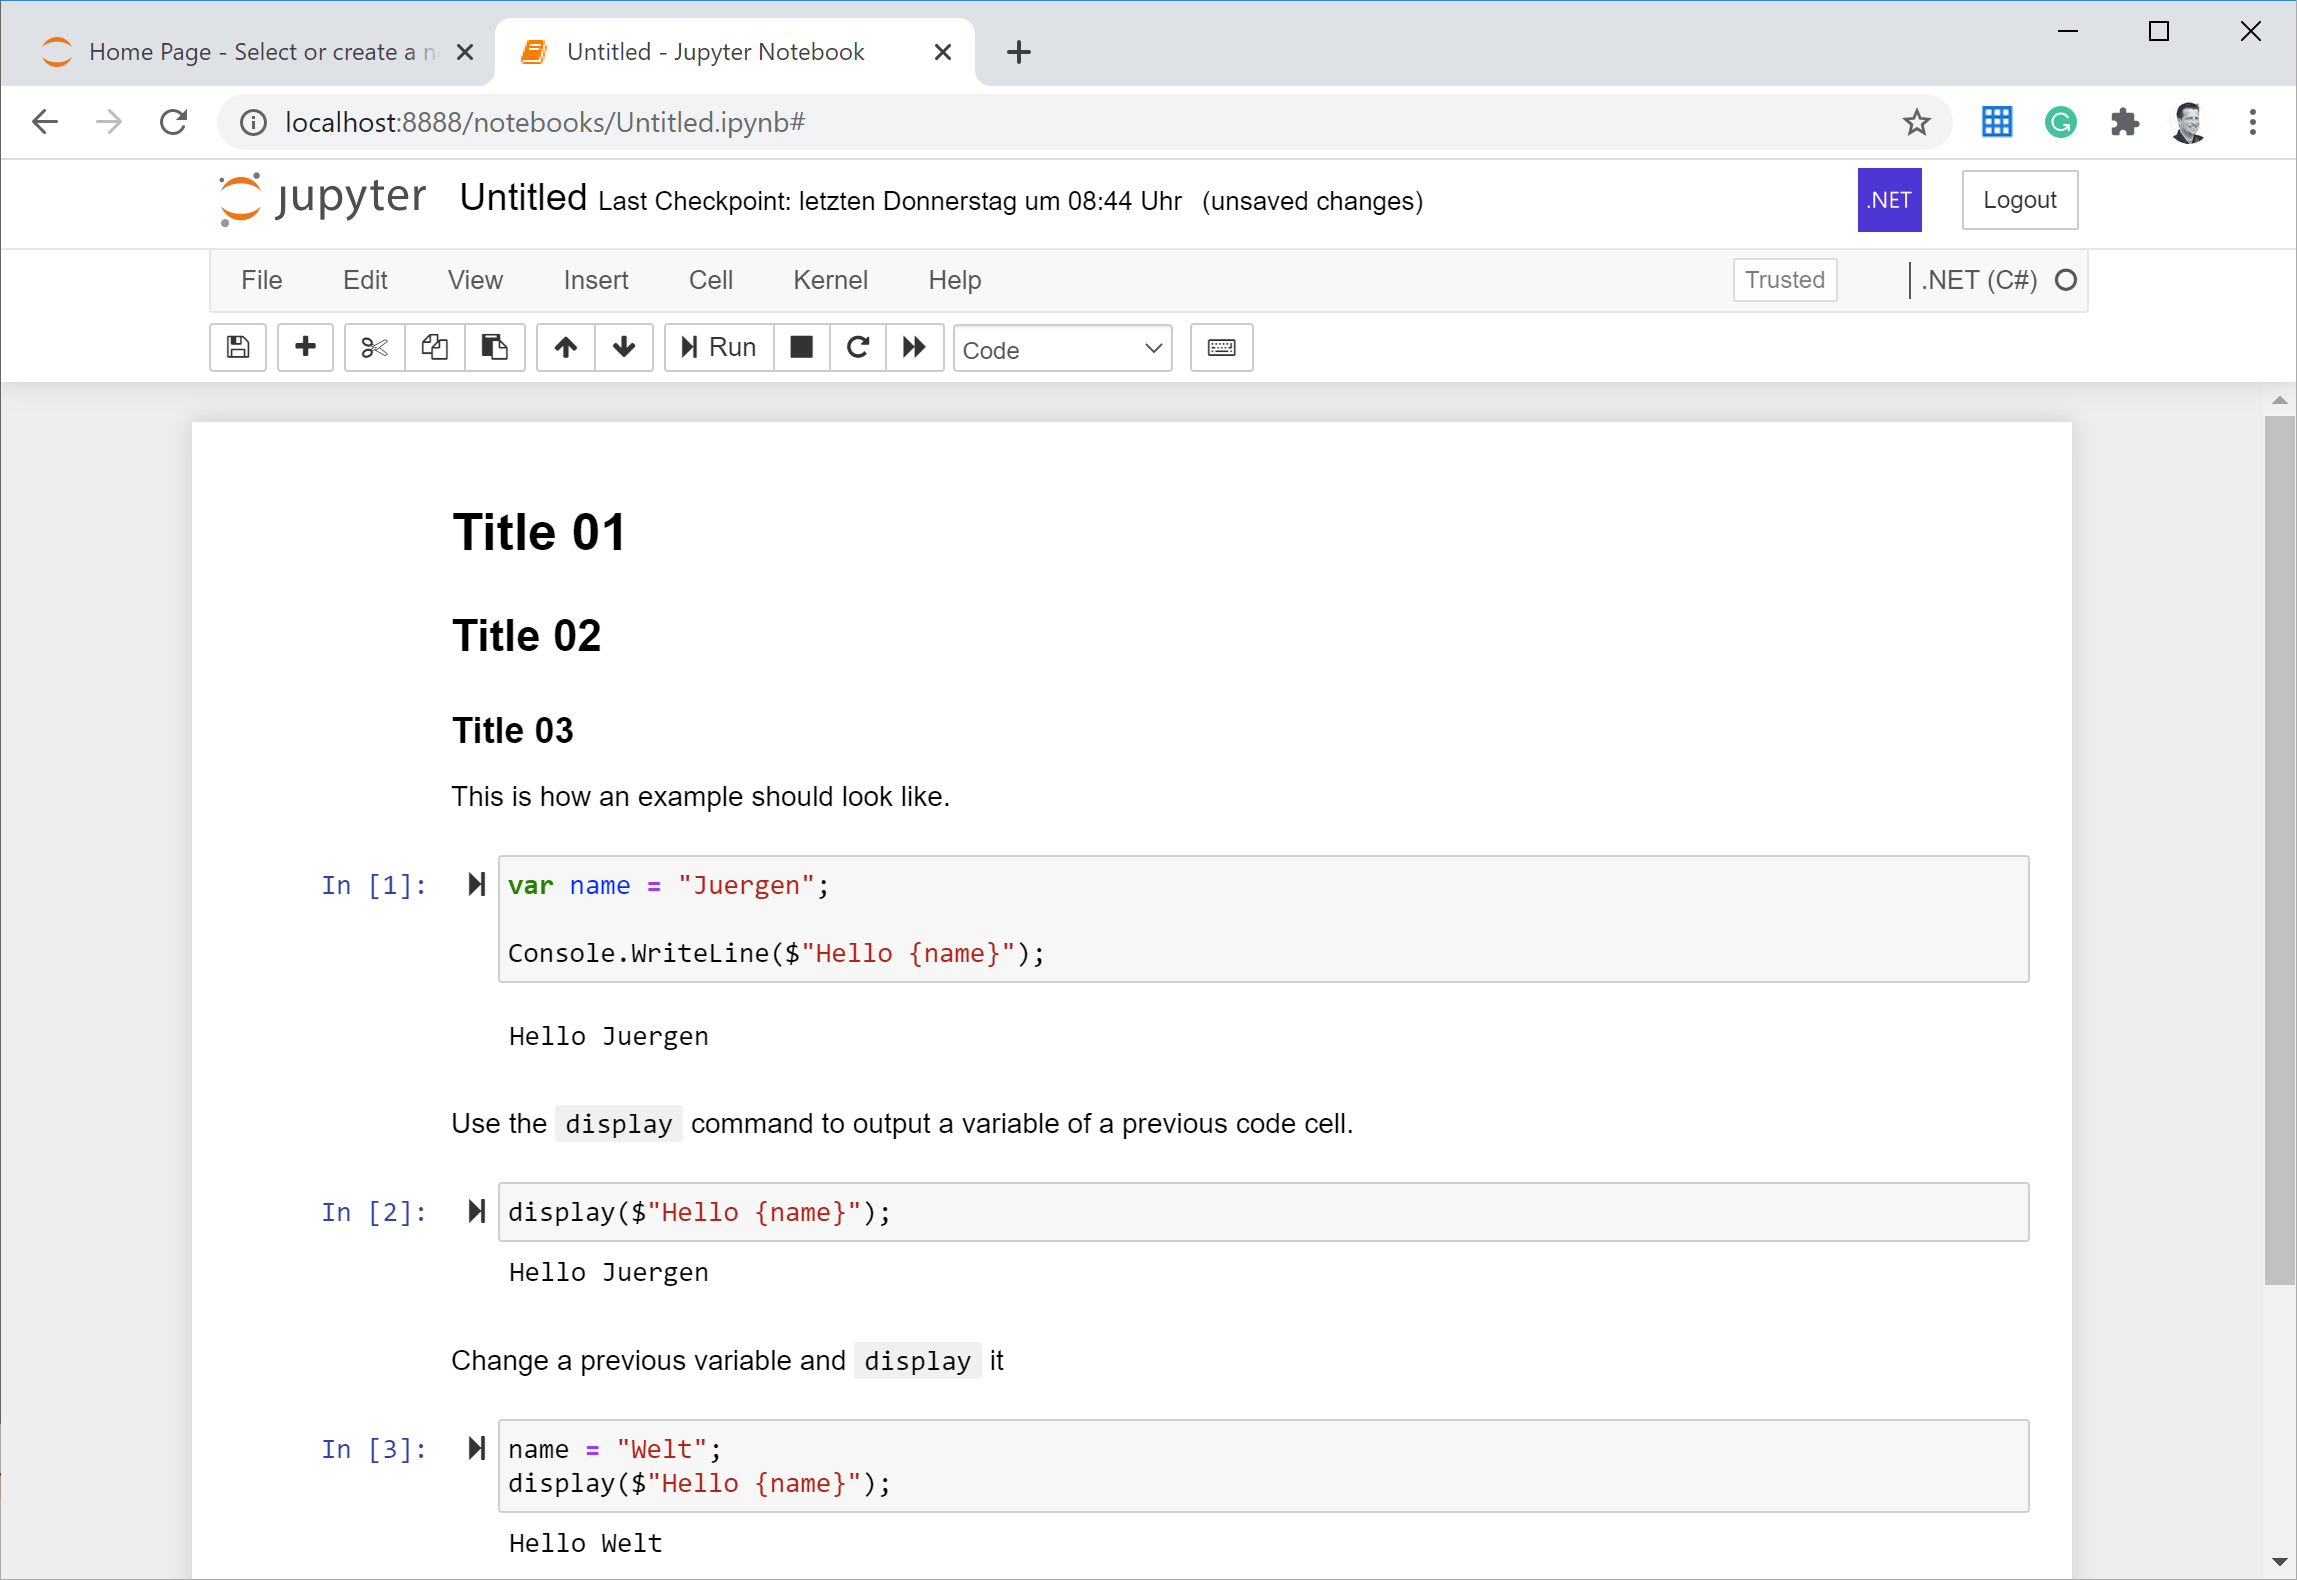 Home Page - Select or create a n
Untitled - Jupyter Notebook
localhost:8888/notebooks/Untitled.ipynb#
jupyter Untitled Last Checkpoint: letzten Donnerstag um 08:44 Uhr (unsaved changes)
.NET
Logout
File Edit View Insert Cell Kernel Help
Trusted
.NET (C#)
Run
Code
Title 01
Title 02
Title 03
This is how an example should look like.
In [1]:
var name = "Juergen";
Console.WriteLine($"Hello {name}");
Hello Juergen
Use the display command to output a variable of a previous code cell.
In [2]:
display($"Hello {name}");
Hello Juergen
Change a previous variable and display it
In [3]:
name = "Welt";
display($"Hello {name}");
Hello Welt